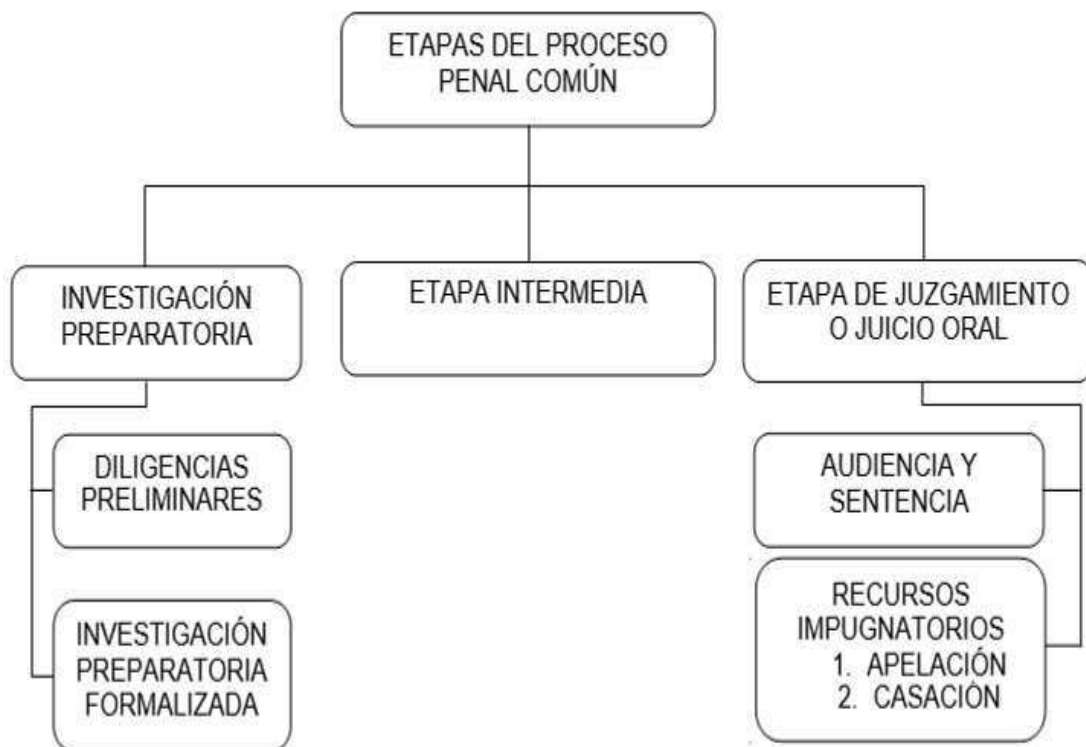 ETAPAS DEL PROCESO
PENAL COMÚN
INVESTIGACIÓN
PREPARATORIA
ETAPA INTERMEDIA
ETAPA DE JUZGAMIENTO
O JUICIO ORAL
DILIGENCIAS
PRELIMINARES
AUDIENCIA Y
SENTENCIA
INVESTIGACIÓN
PREPARATORIA
FORMALIZADA
RECURSOS
IMPUGNATORIOS
1. APELACIÓN
2. CASACIÓN